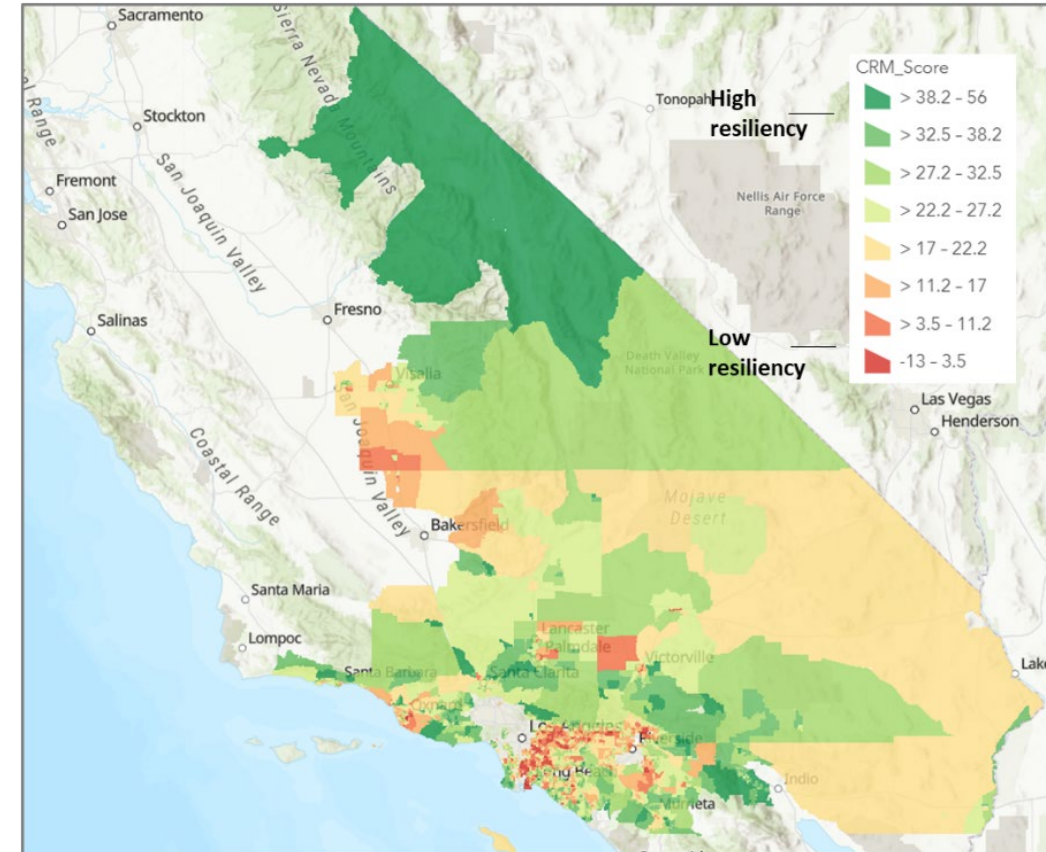 Sacramento
Sierra Nevada Mountains
Stockton
Range
San Joaquin Valley
Fremont
San Jose
Tonopah
High
resiliency
Nellis Air Force
Range
CRM_Score
> 38.2 - 56
> 32.5 - 38.2
> 27.2 - 32.5
> 22.2 - 27.2
> 17 - 22.2
> 11.2 - 17
> 3.5 - 11.2
-13 - 3.5
Salinas
Fresno
Low
resiliency
Death Valley
National Park
Visalia
San Joaquin Valley
Las Vegas
Henderson
Coastal Range
Mojave
Desert
Bakersfield
Santa Maria
Lompoc
Lancaster
Palmdale
Victorville
Santa Barbara
Santa Clarita
Oxnard
Los Angeles
Riverside
Long Beach
Indio
Murrieta